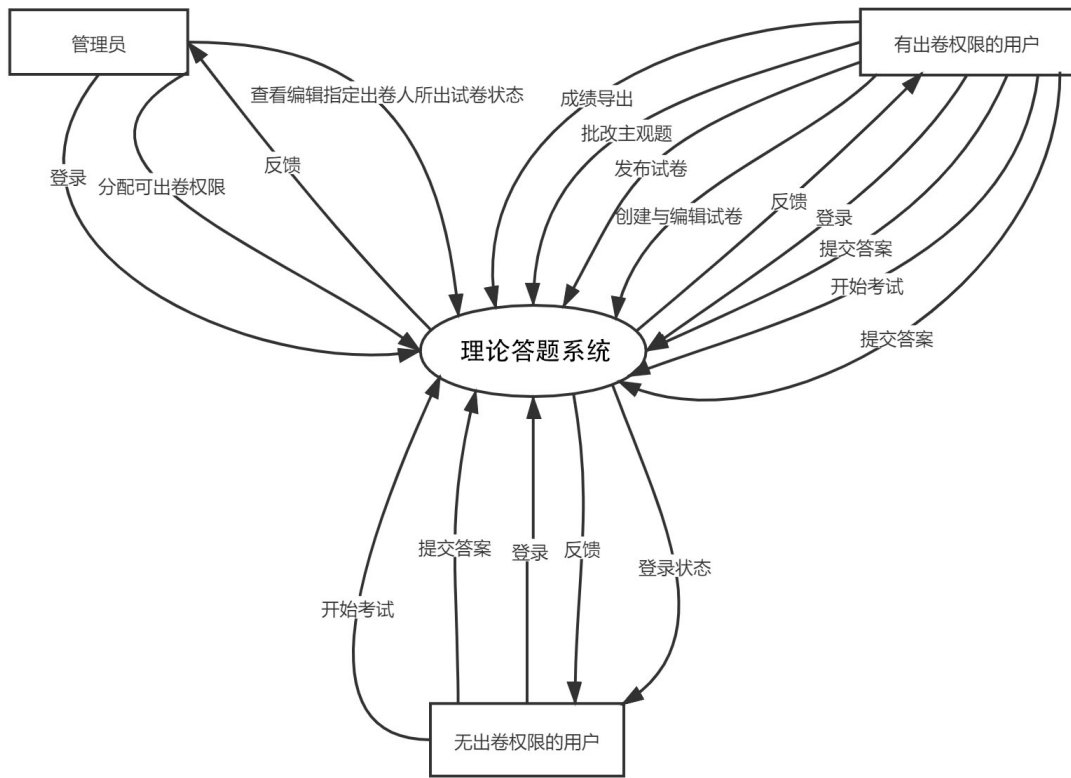 管理员
有出卷权限的用户
查看编辑指定出卷人所出试卷状态
成绩导出
批改主观题
反馈
发布试卷
登录
分配可出卷权限
反馈
创建与编辑试卷
登录
提交答案
开始考试
提交答案
理论答题系统
提交答案
登录
反馈
登录状态
开始考试
无出卷权限的用户